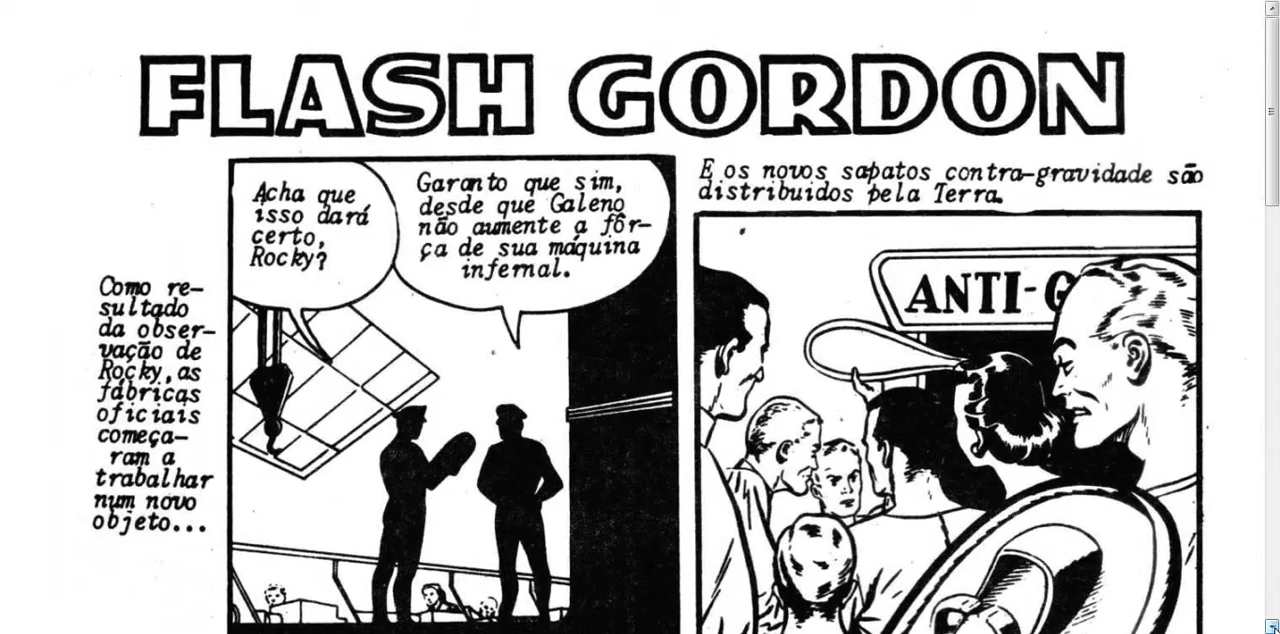 FLASH GORDON
Como re-
sultado
da obser-
vação de
Rocky, as
fábricas
oficiais
começa-
ram a
trabalhar
num novo
objeto...
Acha que
isso dará
certo,
Rocky?
Garanto que sim,
desde que Galeno
não aumente a fôr-
ça de sua máquina
infernal.
E os novos sapatos contra-gravidade são
distribuidos pela Terra.
ANTI-G